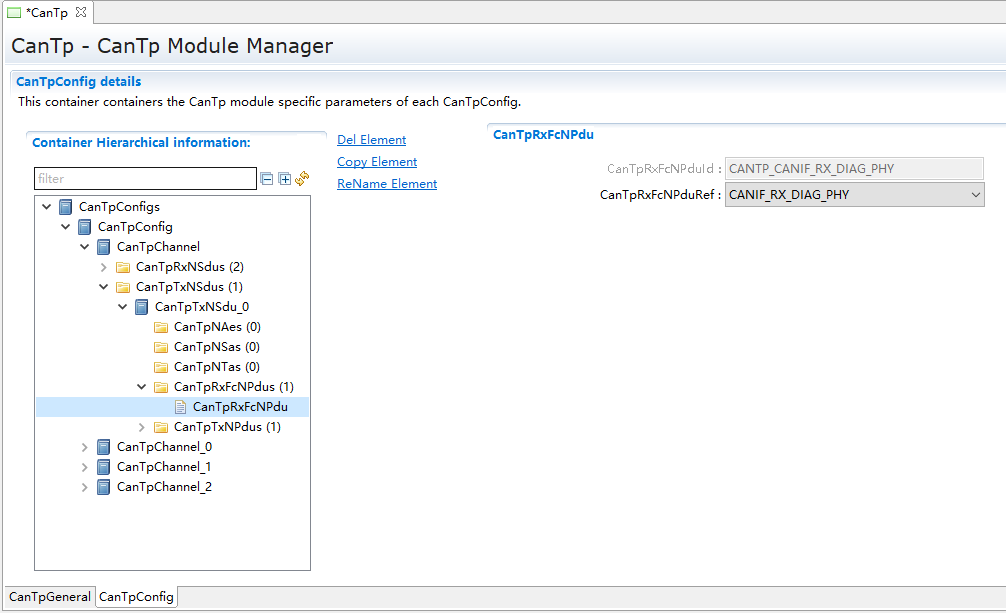 *CanTp
CanTp - CanTp Module Manager
CanTpConfig details
This container containers the CanTp module specific parameters of each CanTpConfig.
Container Hierarchical information:
filter
CanTpConfigs
CanTpConfig
CanTpChannel
CanTpRxNSdus (2)
CanTpTxNSdus (1)
CanTpTxNSdu_0
CanTpNAes (0)
CanTpNSas (0)
CanTpNTas (0)
CanTpRxFcNPdus (1)
CanTpRxFcNPdu
CanTpTxNPdus (1)
CanTpChannel_0
CanTpChannel_1
CanTpChannel_2
Del Element
Copy Element
ReName Element
CanTpRxFcNPdu
CanTpRxFcNPduId : CANTP_CANIF_RX_DIAG_PHY
CanTpRxFcNPduRef : CANIF_RX_DIAG_PHY
CanTpGeneral CanTpConfig